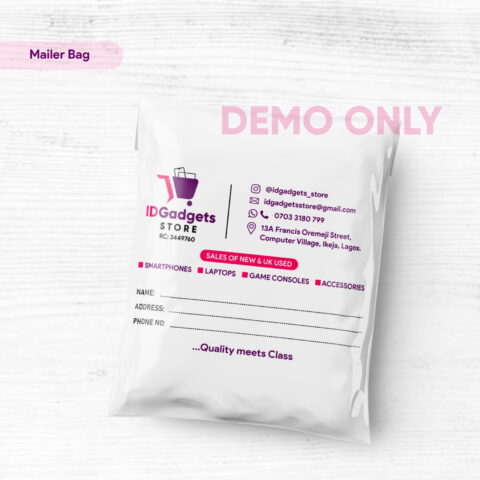 Mailer Bag
DEMO ONLY
IDGadgets
STORE
RC: 3449760
@idgadgets_store
idgadgetsstore@gmail.com
0703 3180 799
13A Francis Oremeji Street,
Computer Village, Ikeja, Lagos.
SALES OF NEW & UK USED
SMARTPHONES LAPTOPS GAME CONSOLES ACCESSORIES
NAME:
ADDRESS:
PHONE NO:
...Quality meets Class